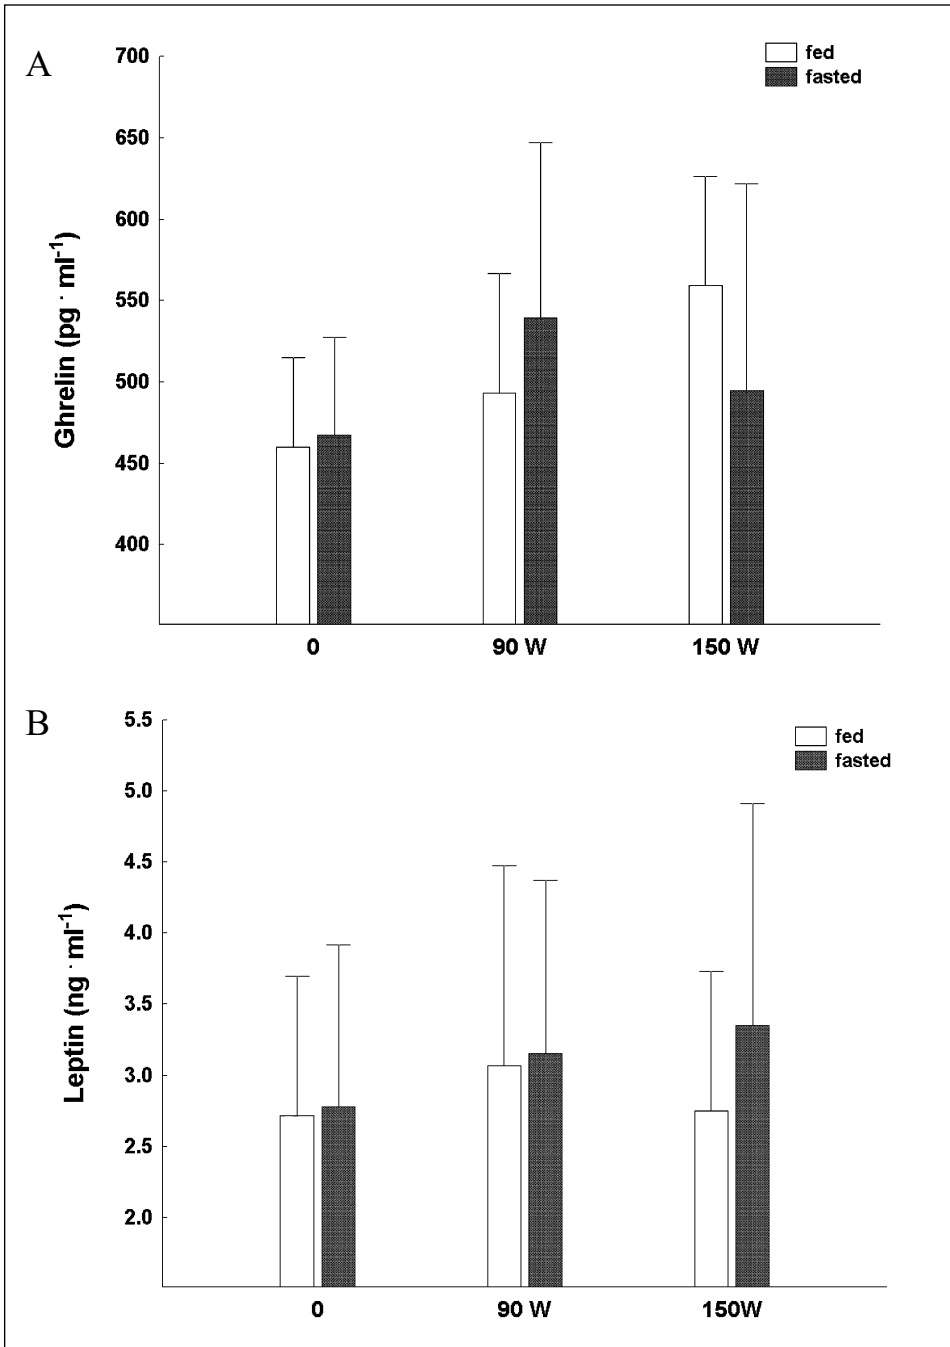 A
fed
fasted
700
650
600
550
500
450
400
Ghrelin (pg · ml⁻¹)
0 90 W 150 W
B
fed
fasted
5.5
5.0
4.5
4.0
3.5
3.0
2.5
2.0
Leptin (ng · ml⁻¹)
0 90 W 150W